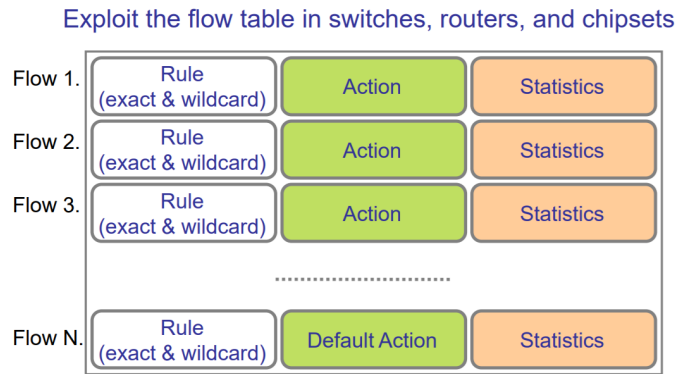 Exploit the flow table in switches, routers, and chipsets
Flow 1.
Rule
(exact & wildcard)
Action
Statistics
Flow 2.
Rule
(exact & wildcard)
Action
Statistics
Flow 3.
Rule
(exact & wildcard)
Action
Statistics
Flow N.
Rule
(exact & wildcard)
Default Action
Statistics